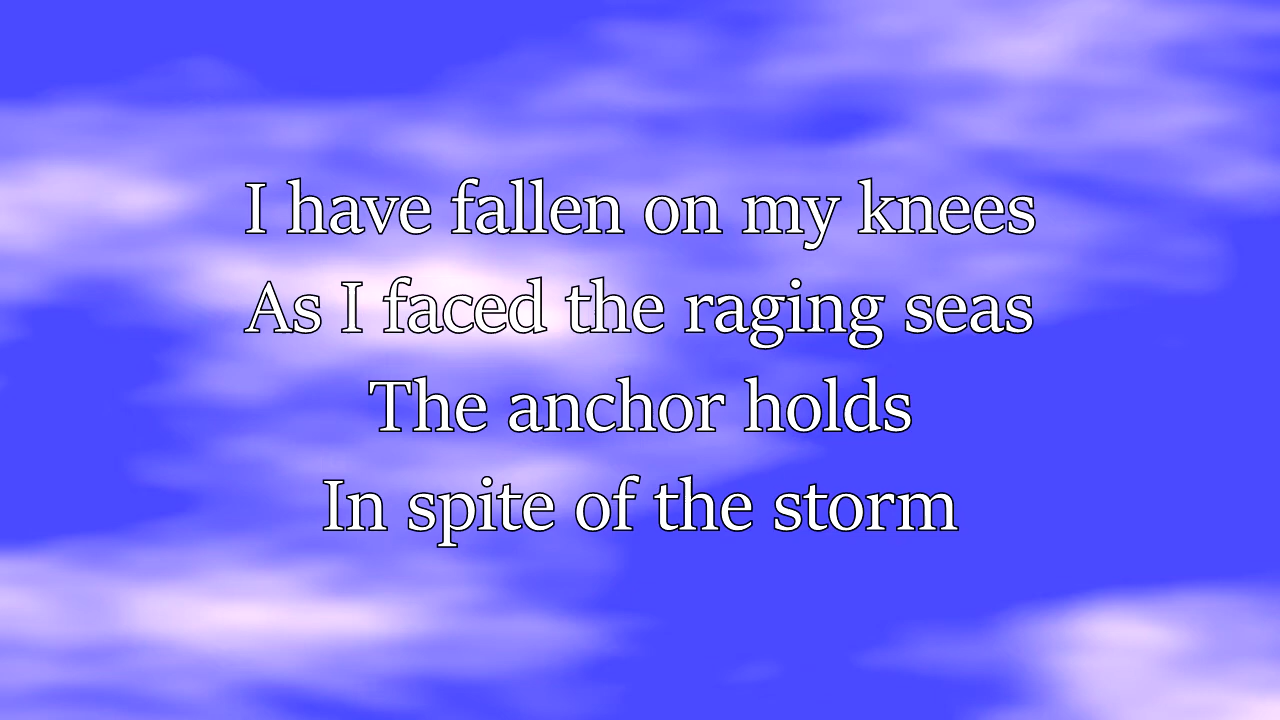 I have fallen on my knees
As I faced the raging seas
The anchor holds
In spite of the storm